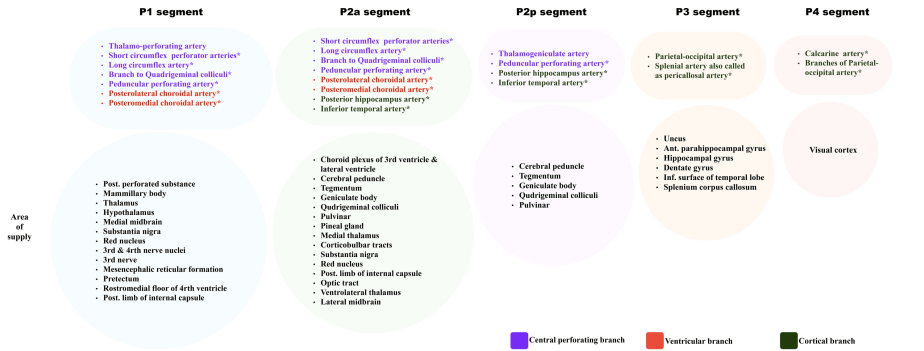 P1 segment
P2a segment
P2p segment
P3 segment
P4 segment
• Thalamo-perforating artery
• Short circumflex perforator arteries*
• Long circumflex artery*
• Branch to Quadrigeminal colliculi*
• Peduncular perforating artery*
• Posterolateral choroidal artery*
• Posteromedial choroidal artery*
• Short circumflex perforator arteries*
• Long circumflex artery*
• Branch to Quadrigeminal colliculi*
• Peduncular perforating artery*
• Posterolateral choroidal artery*
• Posteromedial choroidal artery*
• Posterior hippocampus artery*
• Inferior temporal artery*
• Thalamogeniculate artery
• Peduncular perforating artery*
• Posterior hippocampus artery*
• Inferior temporal artery*
• Parietal-occipital artery*
• Splenial artery also called
as pericallosal artery*
• Calcarine artery*
• Branches of Parietal-
occipital artery*
Area
of
supply
• Post. perforated substance
• Mammillary body
• Thalamus
• Hypothalamus
• Medial midbrain
• Substantia nigra
• Red nucleus
• 3rd & 4rth nerve nuclei
• 3rd nerve
• Mesencephalic reticular formation
• Pretectum
• Rostromedial floor of 4rth ventricle
• Post. limb of internal capsule
• Choroid plexus of 3rd ventricle &
lateral ventricle
• Cerebral peduncle
• Tegmentum
• Geniculate body
• Qudrigeminal colliculi
• Pulvinar
• Pineal gland
• Medial thalamus
• Corticobulbar tracts
• Substantia nigra
• Red nucleus
• Post. limb of internal capsule
• Optic tract
• Ventrolateral thalamus
• Lateral midbrain
• Cerebral peduncle
• Tegmentum
• Geniculate body
• Qudrigeminal colliculi
• Pulvinar
• Uncus
• Ant. parahippocampal gyrus
• Hippocampal gyrus
• Dentate gyrus
• Inf. surface of temporal lobe
• Splenium corpus callosum
Visual cortex
Central perforating branch
Ventricular branch
Cortical branch